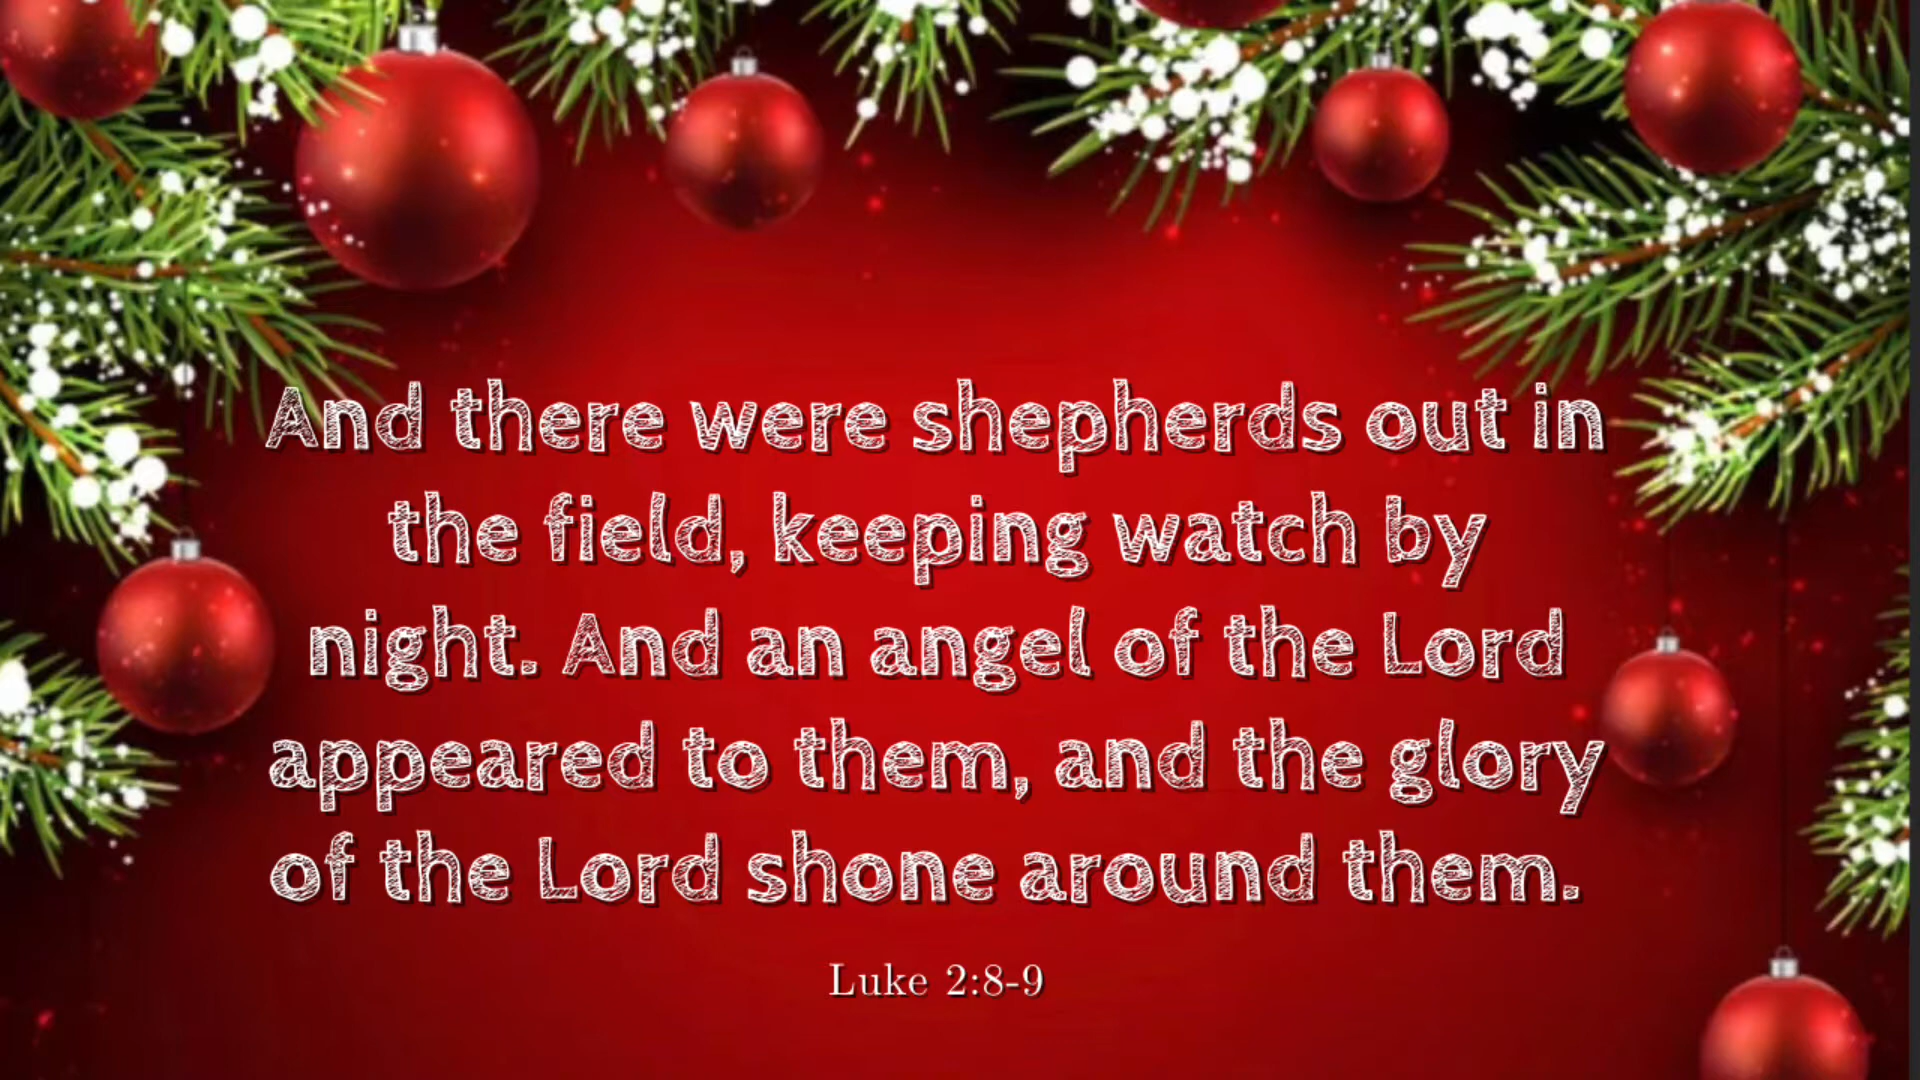 And there were shepherds out in
the field, keeping watch by
night. And an angel of the Lord
appeared to them, and the glory
of the Lord shone around them.
Luke 2:8-9